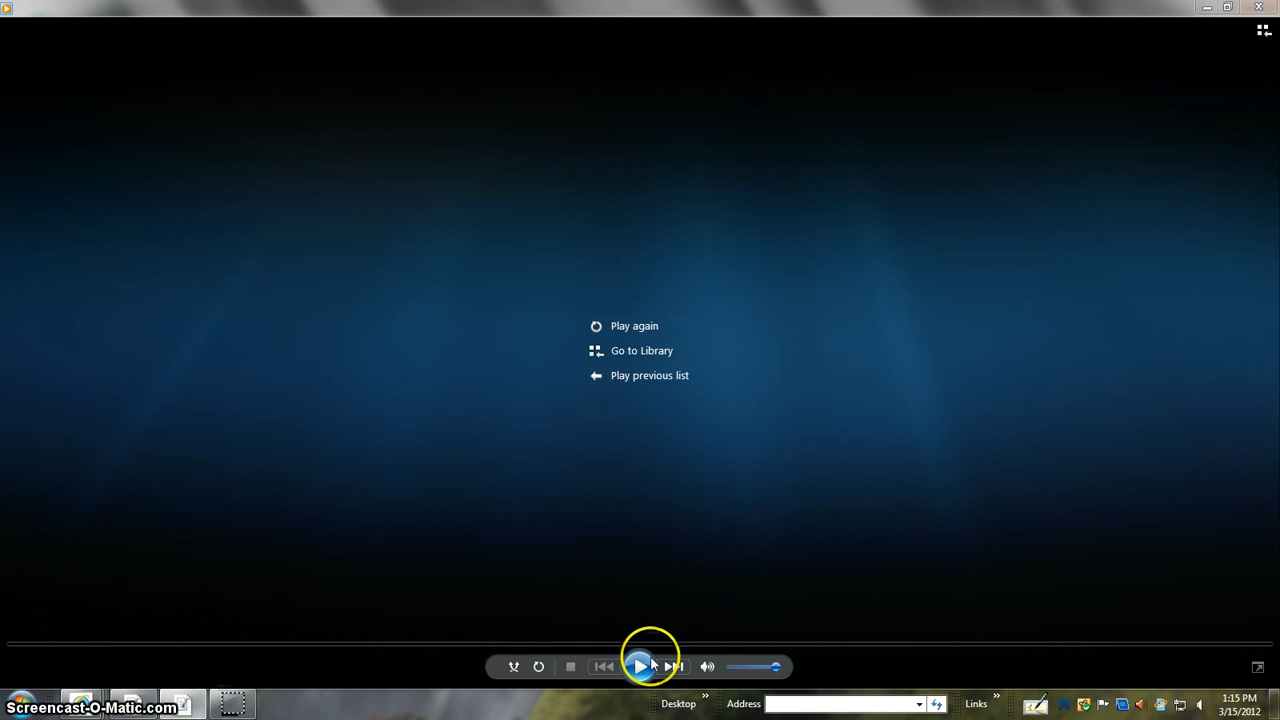 Play again
Go to Library
Play previous list
Desktop
»
Address
Links
»
1:15 PM
3/15/2012
Screencast-O-Matic.com